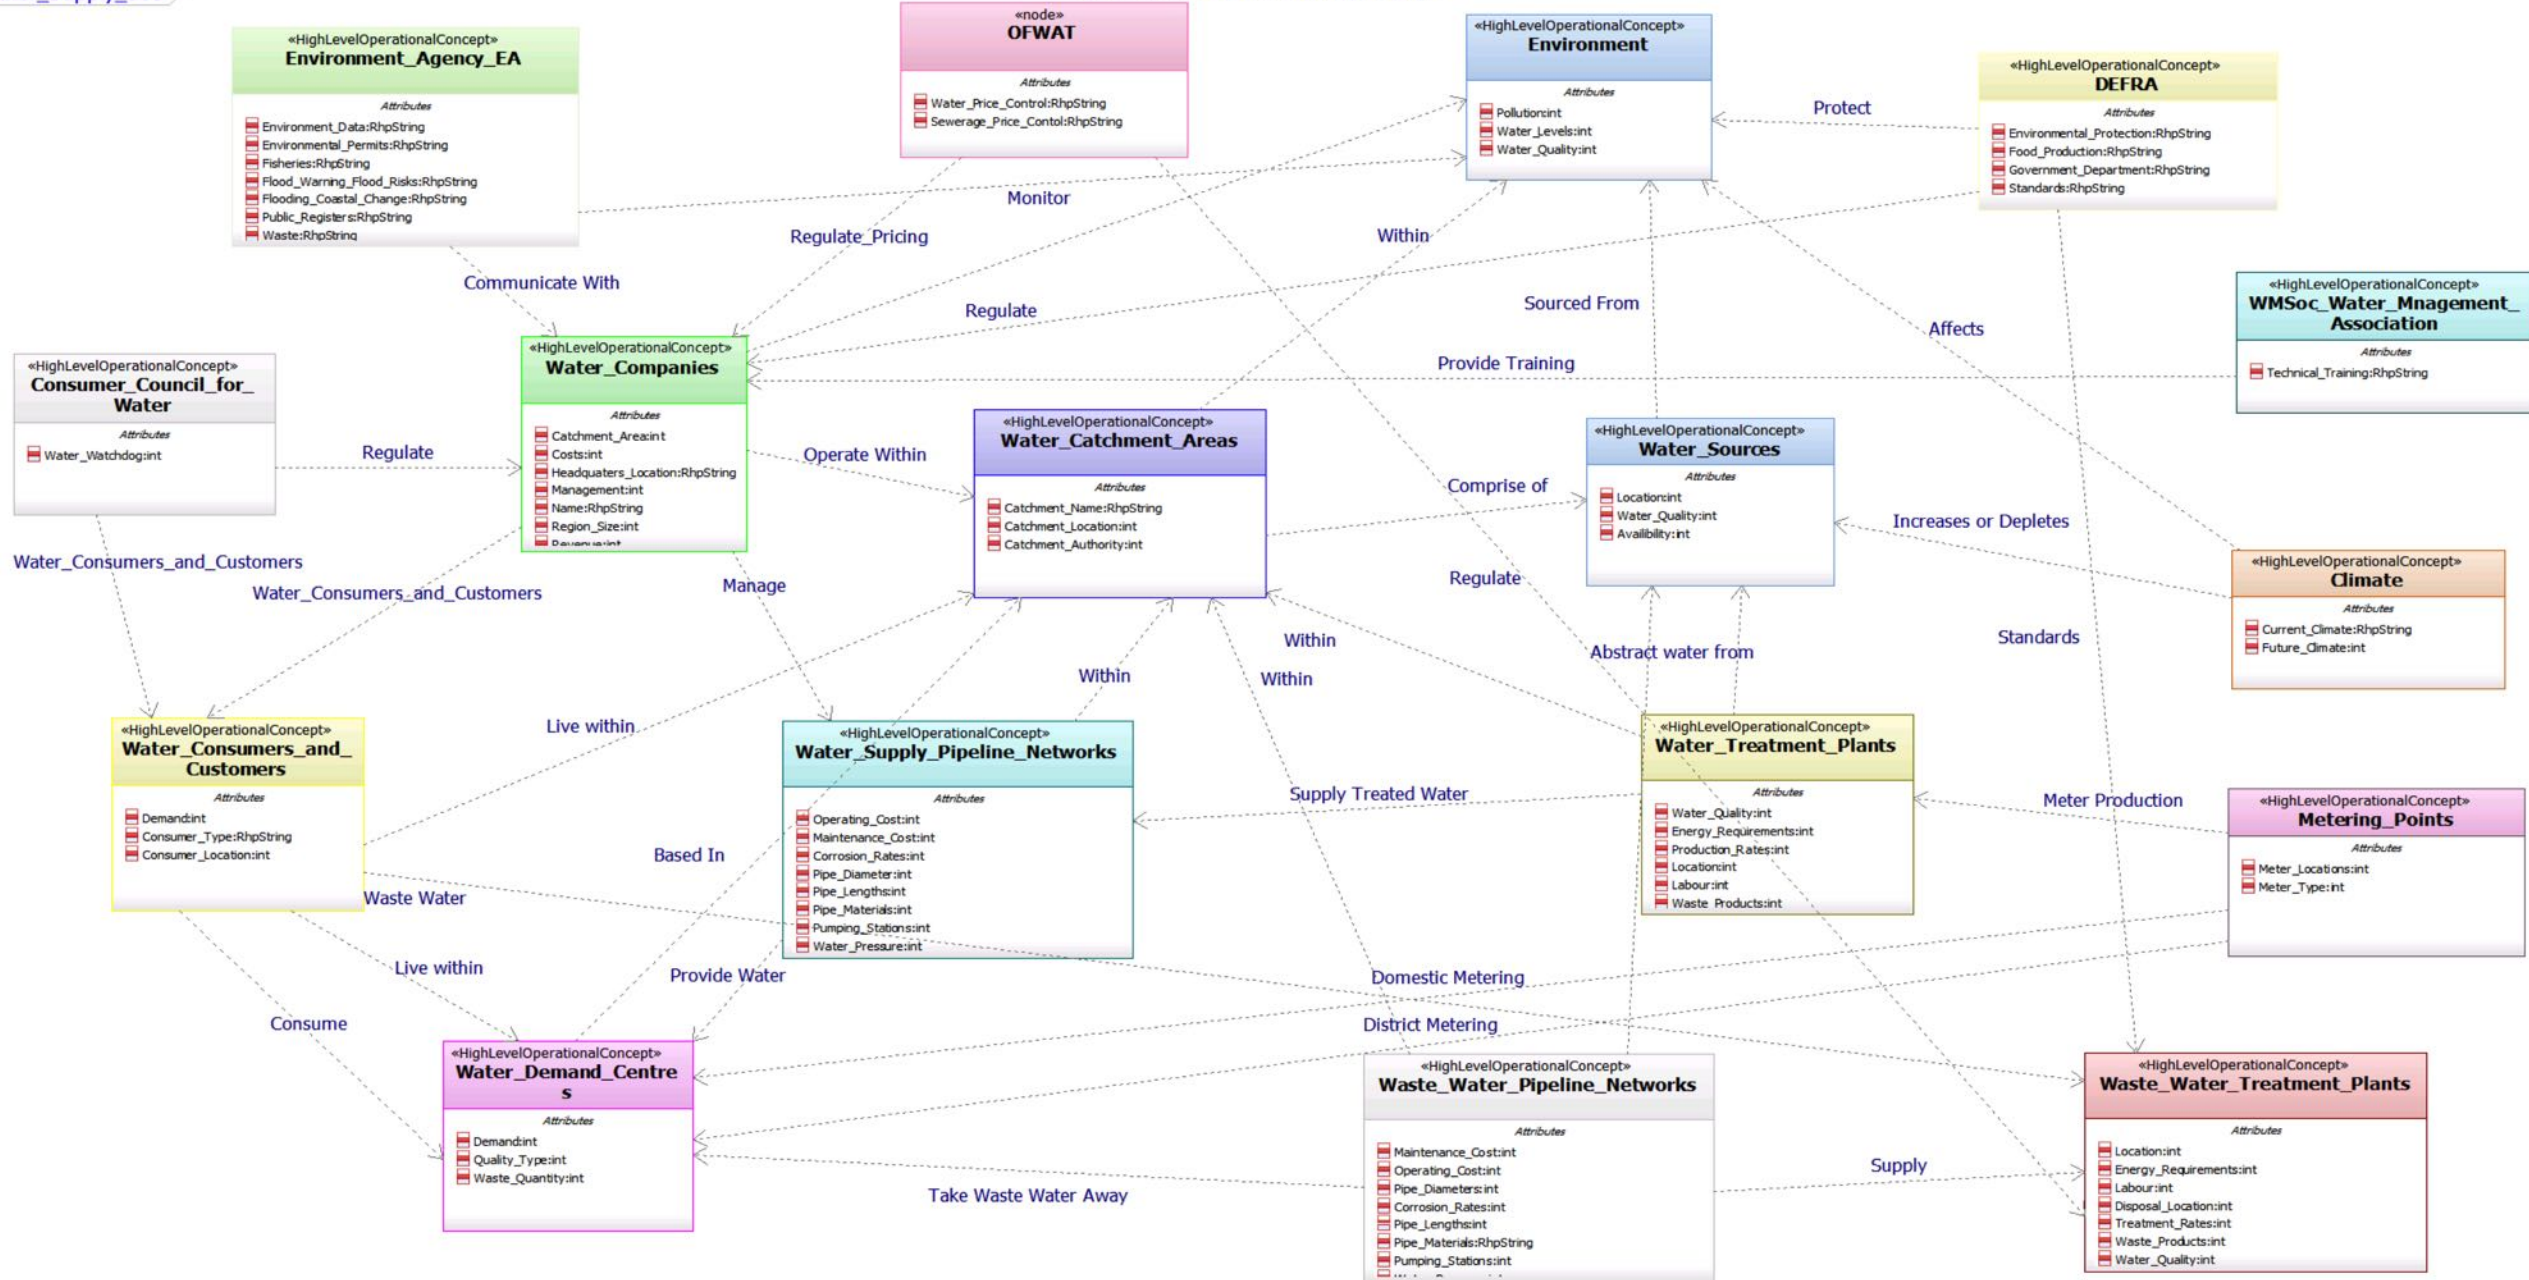 «HighLevelOperationalConcept»
Environment_Agency_EA
Attributes
Environment_Data:RhpString
Environmental_Permits:RhpString
Fisheries:RhpString
Flood_Warning_Flood_Risks:RhpString
Flooding_Coastal_Change:RhpString
Public_Registers:RhpString
Waste:RhpString
«node»
OFWAT
Attributes
Water_Price_Control:RhpString
Sewerage_Price_Contol:RhpString
«HighLevelOperationalConcept»
Environment
Attributes
Pollution:int
Water_Levels:int
Water_Quality:int
«HighLevelOperationalConcept»
DEFRA
Attributes
Environmental_Protection:RhpString
Food_Production:RhpString
Government_Department:RhpString
Standards:RhpString
Protect
Monitor
Regulate_Pricing
Within
Communicate With
Regulate
Sourced From
Affects
Provide Training
«HighLevelOperationalConcept»
WMSoc_Water_Mnagement_
Association
Attributes
Technical_Training:RhpString
«HighLevelOperationalConcept»
Consumer_Council_for_
Water
Attributes
Water_Watchdog:int
Regulate
«HighLevelOperationalConcept»
Water_Companies
Attributes
Catchment_Area:int
Costs:int
Headquaters_Location:RhpString
Management:int
Name:RhpString
Region_Size:int
Revenue:int
Operate Within
«HighLevelOperationalConcept»
Water_Catchment_Areas
Attributes
Catchment_Name:RhpString
Catchment_Location:int
Catchment_Authority:int
Comprise of
«HighLevelOperationalConcept»
Water_Sources
Attributes
Location:int
Water_Quality:int
Availibility:int
Increases or Depletes
«HighLevelOperationalConcept»
Climate
Attributes
Current_Climate:RhpString
Future_Climate:int
Water_Consumers_and_Customers
Water_Consumers_and_Customers
Manage
Regulate
Within
Abstract water from
Standards
Within
Within
Live within
«HighLevelOperationalConcept»
Water_Consumers_and_
Customers
Attributes
Demand:int
Consumer_Type:RhpString
Consumer_Location:int
«HighLevelOperationalConcept»
Water_Supply_Pipeline_Networks
Attributes
Operating_Cost:int
Maintenance_Cost:int
Corrosion_Rates:int
Pipe_Diameter:int
Pipe_Lengths:int
Pipe_Materials:int
Pumping_Stations:int
Water_Pressure:int
Supply Treated Water
«HighLevelOperationalConcept»
Water_Treatment_Plants
Attributes
Water_Quality:int
Energy_Requirements:int
Production_Rates:int
Location:int
Labour:int
Waste_Products:int
Meter Production
«HighLevelOperationalConcept»
Metering_Points
Attributes
Meter_Locations:int
Meter_Type:int
Based In
Waste Water
Live within
Provide Water
Domestic Metering
Consume
District Metering
«HighLevelOperationalConcept»
Water_Demand_Centre
s
Attributes
Demand:int
Quality_Type:int
Waste_Quantity:int
Take Waste Water Away
«HighLevelOperationalConcept»
Waste_Water_Pipeline_Networks
Attributes
Maintenance_Cost:int
Operating_Cost:int
Pipe_Diameters:int
Corrosion_Rates:int
Pipe_Lengths:int
Pipe_Materials:RhpString
Pumping_Stations:int
Supply
«HighLevelOperationalConcept»
Waste_Water_Treatment_Plants
Attributes
Location:int
Energy_Requirements:int
Labour:int
Disposal_Location:int
Treatment_Rates:int
Waste_Products:int
Water_Quality:int